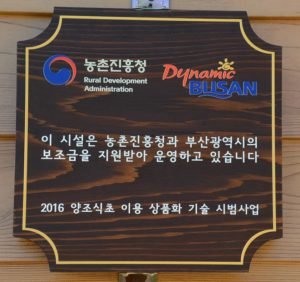 농촌진흥청
Rural Development
Administration
Dynamic
BUSAN
이 시설은 농촌진흥청과 부산광역시의
보조금을 지원받아 운영하고 있습니다
2016 양조식초 이용 상품화 기술 시범사업